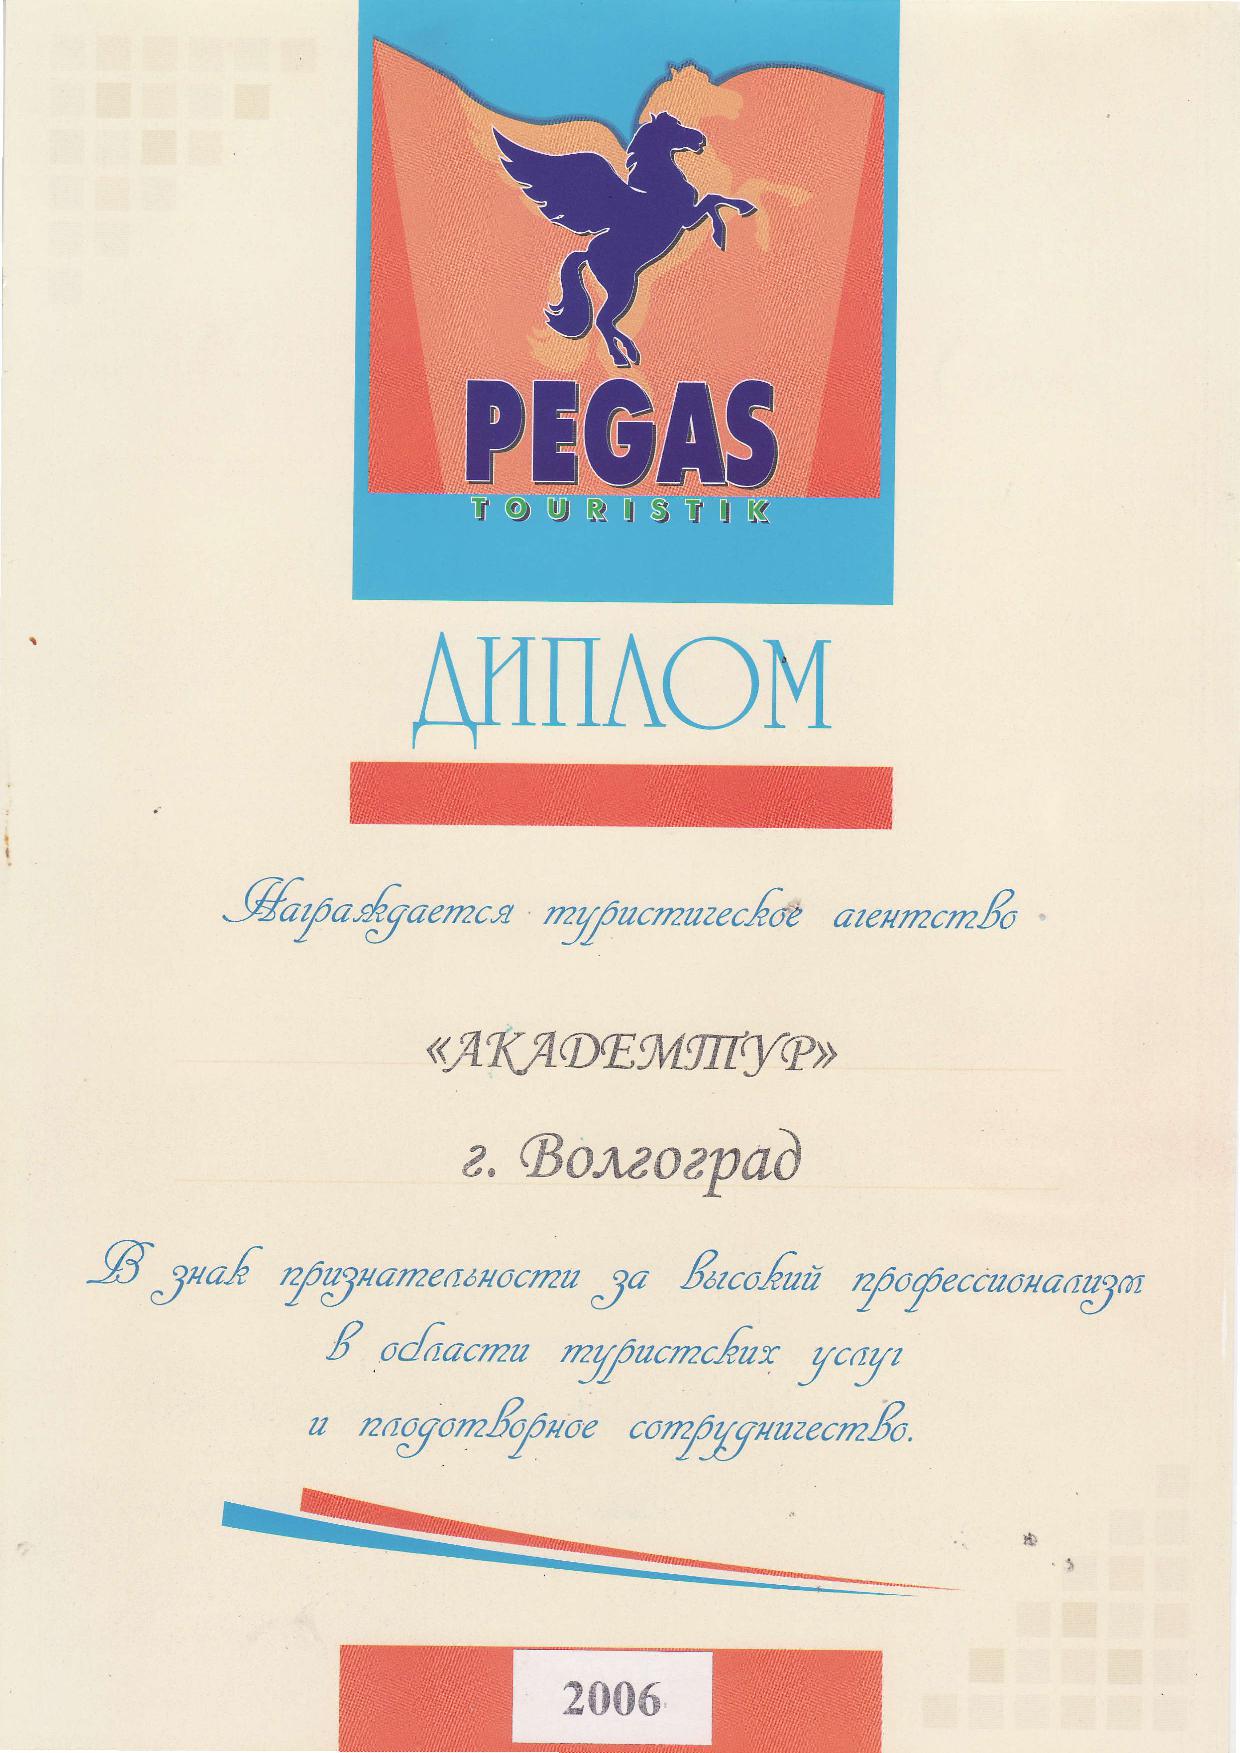 PEGAS
TOURISTIK
ДИПЛОМ
Награждается туристическое агентство
«АКАДЕМТУР»
г. Волгоград
В знак признательности за высокий профессионализм
в области туристских услуг
и плодотворное сотрудничество.
2006